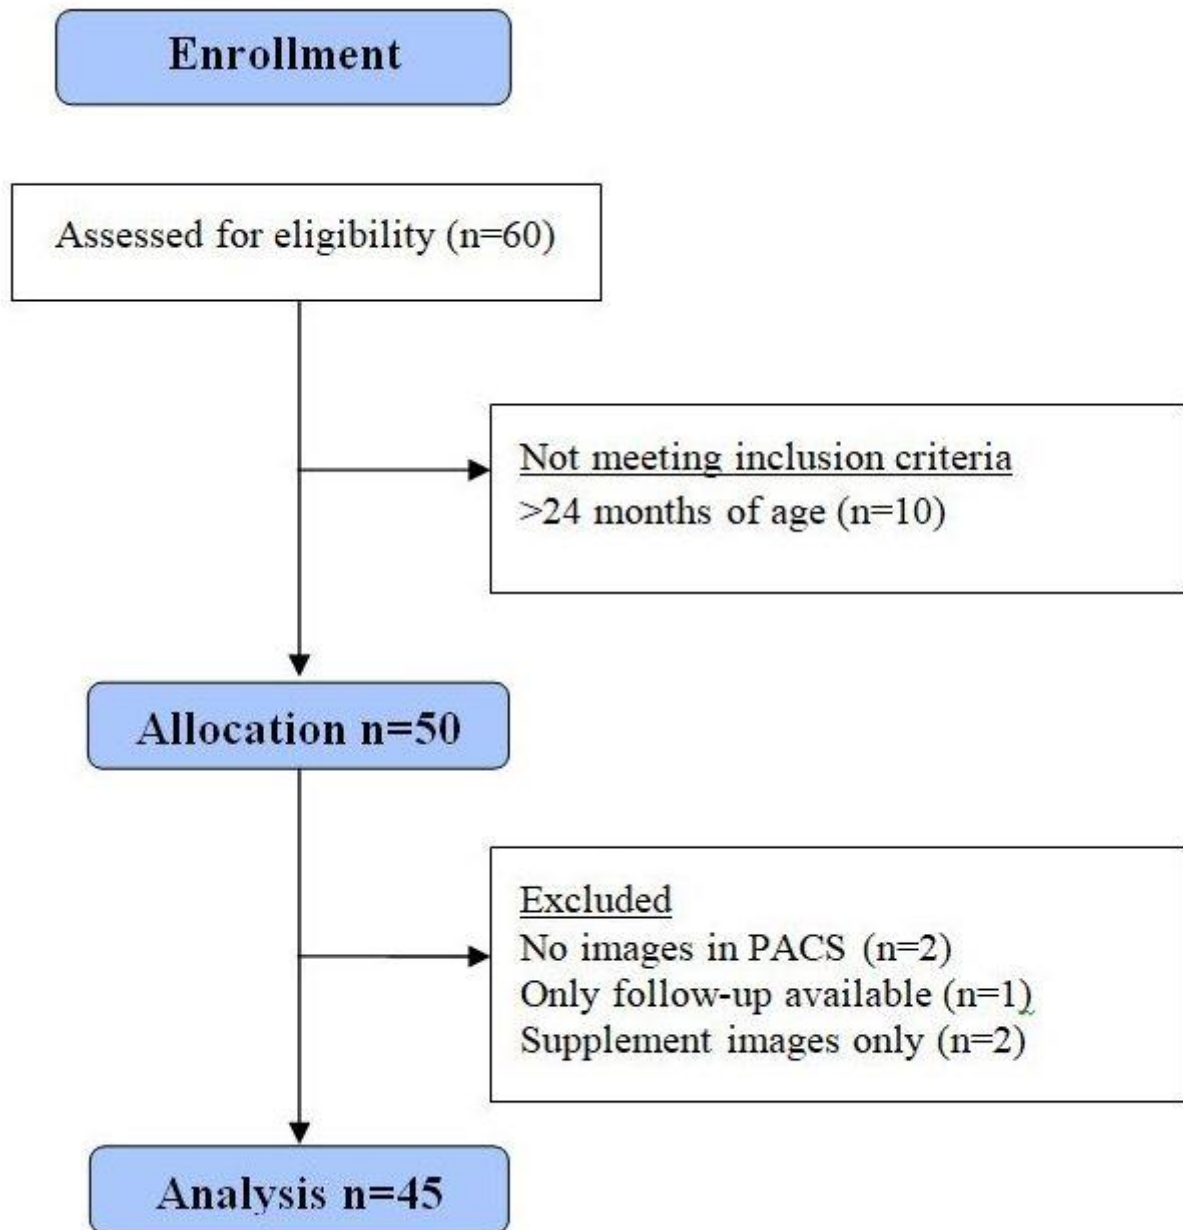 Enrollment
Assessed for eligibility (n=60)
Not meeting inclusion criteria
>24 months of age (n=10)
Allocation n=50
Excluded
No images in PACS (n=2)
Only follow-up available (n=1)
Supplement images only (n=2)
Analysis n=45